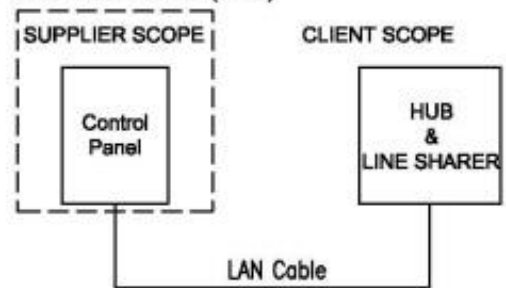 SUPPLIER SCOPE
CLIENT SCOPE
Control
Panel
HUB
&
LINE SHARER
LAN Cable